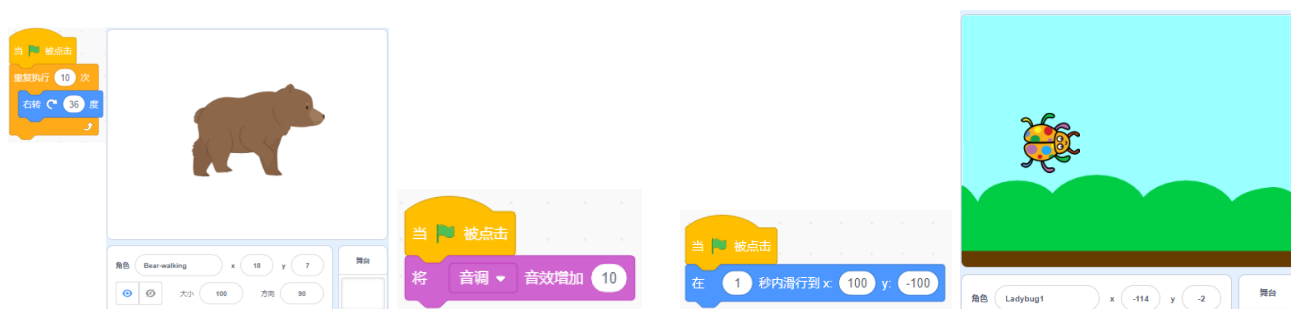 当 被点击
重复执行 10 次
右转 36 度
角色 Bear-walking x 18 y 7
大小 100 方向 90
舞台
当 被点击
将 音调 音效增加 10
当 被点击
在 1 秒内滑行到 x: 100 y: -100
角色 Ladybug1 x -114 y -2
舞台